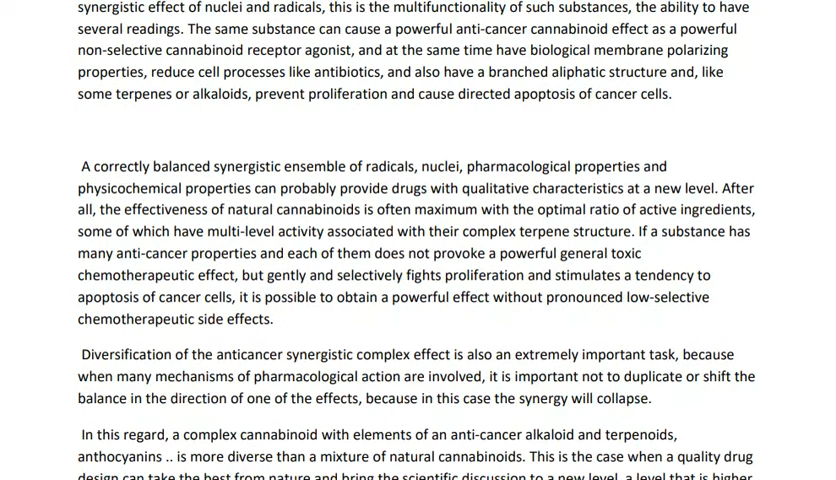 synergistic effect of nuclei and radicals, this is the multifunctionality of such substances, the ability to have
several readings. The same substance can cause a powerful anti-cancer cannabinoid effect as a powerful
non-selective cannabinoid receptor agonist, and at the same time have biological membrane polarizing
properties, reduce cell processes like antibiotics, and also have a branched aliphatic structure and, like
some terpenes or alkaloids, prevent proliferation and cause directed apoptosis of cancer cells.
A correctly balanced synergistic ensemble of radicals, nuclei, pharmacological properties and
physicochemical properties can probably provide drugs with qualitative characteristics at a new level. After
all, the effectiveness of natural cannabinoids is often maximum with the optimal ratio of active ingredients,
some of which have multi-level activity associated with their complex terpene structure. If a substance has
many anti-cancer properties and each of them does not provoke a powerful general toxic
chemotherapeutic effect, but gently and selectively fights proliferation and stimulates a tendency to
apoptosis of cancer cells, it is possible to obtain a powerful effect without pronounced low-selective
chemotherapeutic side effects.
Diversification of the anticancer synergistic complex effect is also an extremely important task, because
when many mechanisms of pharmacological action are involved, it is important not to duplicate or shift the
balance in the direction of one of the effects, because in this case the synergy will collapse.
In this regard, a complex cannabinoid with elements of an anti-cancer alkaloid and terpenoids,
anthocyanins .. is more diverse than a mixture of natural cannabinoids. This is the case when a quality drug
design can take the best from nature and bring the scientific discussion to a new level, a level that is higher